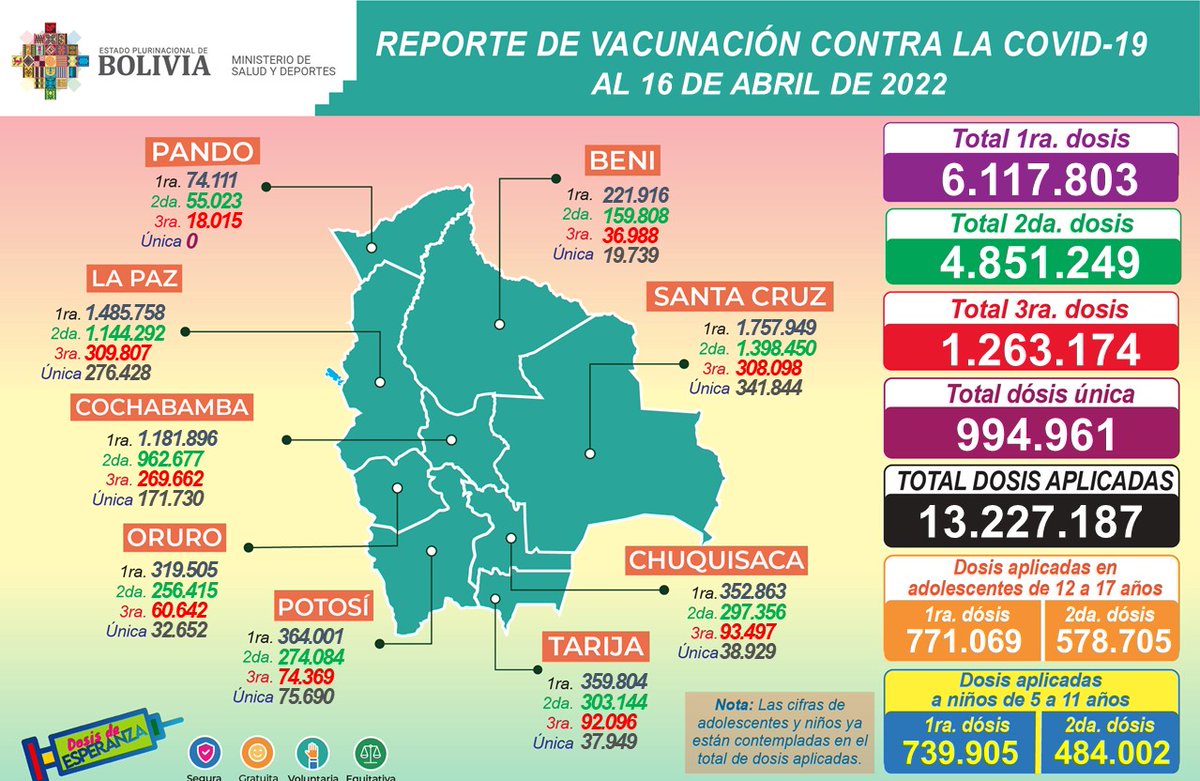 ESTADO PLURINACIONAL DE
BOLIVIA
MINISTERIO DE
SALUD Y DEPORTES
REPORTE DE VACUNACIÓN CONTRA LA COVID-19
AL 16 DE ABRIL DE 2022
PANDO
1ra. 74.111
2da. 55.023
3ra. 18.015
Única 0
BENI
1ra. 221.916
2da. 159.808
3ra. 36.988
Única 19.739
LA PAZ
1ra. 1.485.758
2da. 1.144.292
3ra. 309.807
Única 276.428
SANTA CRUZ
1ra. 1.757.949
2da. 1.398.450
3ra. 308.098
Única 341.844
COCHABAMBA
1ra. 1.181.896
2da. 962.677
3ra. 269.662
Única 171.730
ORURO
1ra. 319.505
2da. 256.415
3ra. 60.642
Única 32.652
POTOSÍ
1ra. 364.001
2da. 274.084
3ra. 74.369
Única 75.690
CHUQUISACA
1ra. 352.863
2da. 297.356
3ra. 93.497
Única 38.929
TARIJA
1ra. 359.804
2da. 303.144
3ra. 92.096
Única 37.949
Total 1ra. dosis
6.117.803
Total 2da. dosis
4.851.249
Total 3ra. dosis
1.263.174
Total dósis única
994.961
TOTAL DOSIS APLICADAS
13.227.187
Dosis aplicadas en
adolescentes de 12 a 17 años
1ra. dósis 2da. dósis
771.069 578.705
Dosis aplicadas
a niños de 5 a 11 años
1ra. dósis 2da. dósis
739.905 484.002
Nota: Las cifras de
adolescentes y niños ya
están contempladas en el
total de dosis aplicadas.
Dosis de
ESPERANZA
Segura Gratuita Voluntaria Equitativa